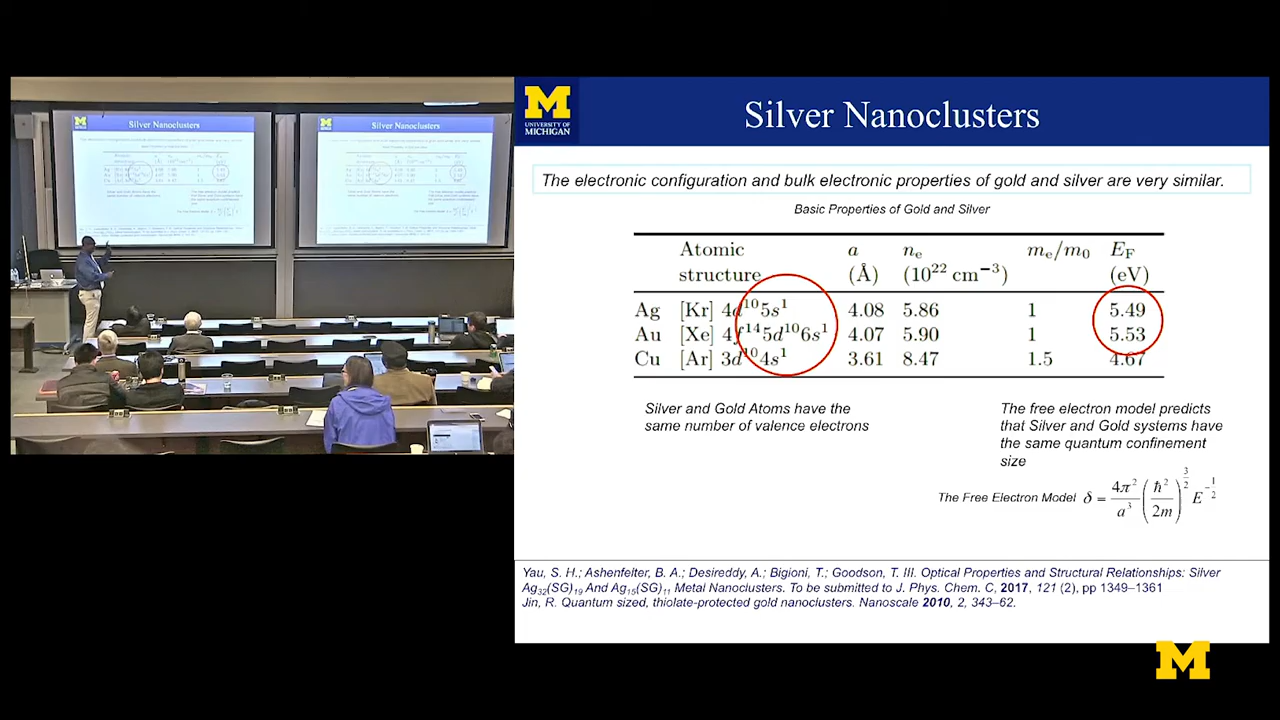 Silver Nanoclusters
Silver Nanoclusters
UNIVERSITY OF
MICHIGAN
Silver Nanoclusters
The electronic configuration and bulk electronic properties of gold and silver are very similar.
Basic Properties of Gold and Silver
Atomic structure a (Å) nₑ (10²² cm⁻³) mₑ/m₀ E_F (eV)
Ag [Kr] 4d¹⁰5s¹ 4.08 5.86 1 5.49
Au [Xe] 4f¹⁴5d¹⁰6s¹ 4.07 5.90 1 5.53
Cu [Ar] 3d¹⁰4s¹ 3.61 8.47 1.5 4.67
Silver and Gold Atoms have the
same number of valence electrons
The free electron model predicts
that Silver and Gold systems have
the same quantum confinement
size
The Free Electron Model δ = 4π²/a³ (ħ²/2m)^(3/2) E^(-1/2)
Yau, S. H.; Ashenfelter, B. A.; Desireddy, A.; Bigioni, T.; Goodson, T. III. Optical Properties and Structural Relationships: Silver
Ag₃₂(SG)₁₉ And Ag₁₅(SG)₁₁ Metal Nanoclusters. To be submitted to J. Phys. Chem. C, 2017, 121 (2), pp 1349–1361
Jin, R. Quantum sized, thiolate-protected gold nanoclusters. Nanoscale 2010, 2, 343–62.